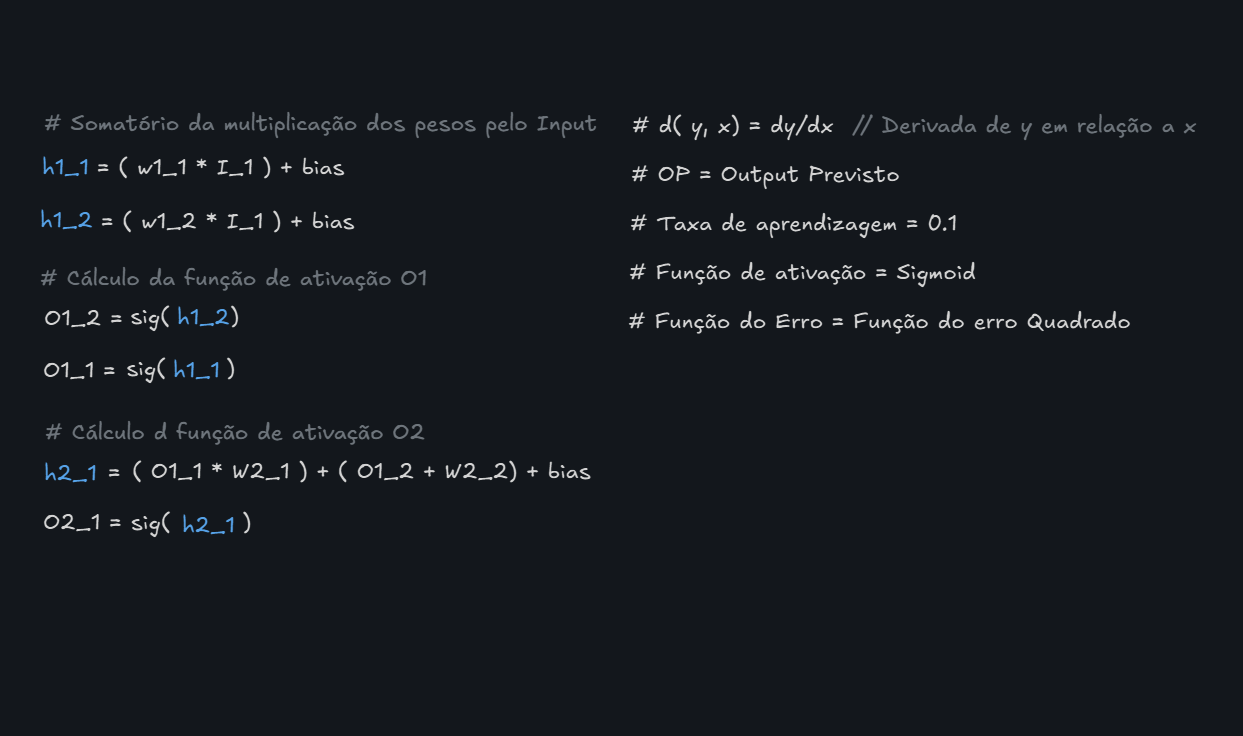 # Somatório da multiplicação dos pesos pelo Input
h1_1 = ( w1_1 * I_1 ) + bias
h1_2 = ( w1_2 * I_1 ) + bias
# Cálculo da função de ativação O1
O1_2 = sig( h1_2)
O1_1 = sig( h1_1 )
# Cálculo d função de ativação O2
h2_1 = ( O1_1 * W2_1 ) + ( O1_2 + W2_2) + bias
O2_1 = sig( h2_1 )
# d( y, x) = dy/dx // Derivada de y em relação a x
# OP = Output Previsto
# Taxa de aprendizagem = 0.1
# Função de ativação = Sigmoid
# Função do Erro = Função do erro Quadrado